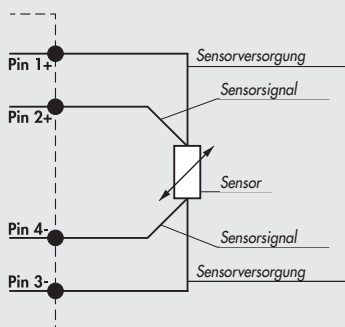 Sensorversorgung
Pin 1+
Sensorsignal
Pin 2+
Sensor
Pin 4-
Sensorsignal
Sensorversorgung
Pin 3-